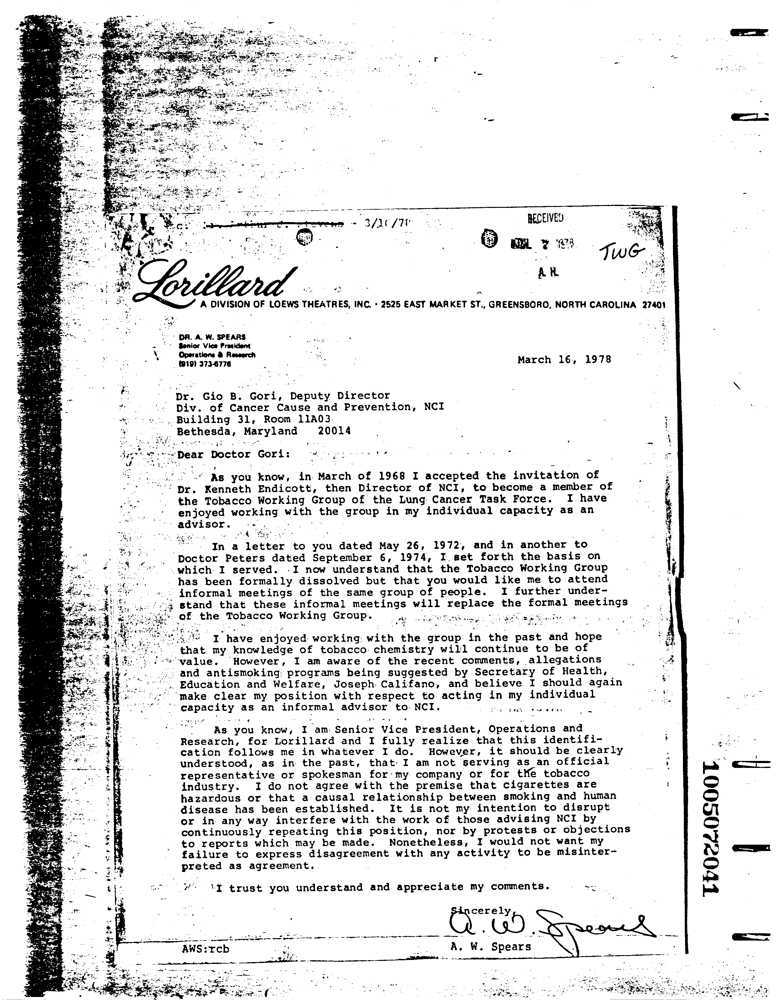 RECEIVED
1978
TWG
A. H.
Lorillard
A DIVISION OF LOEWS THEATRES, INC. · 2525 EAST MARKET ST., GREENSBORO, NORTH CAROLINA 27401
DR. A. W. SPEARS
Senior Vice President
Operations & Research
(919) 373-6776
March 16, 1978
Dr. Gio B. Gori, Deputy Director
Div. of Cancer Cause and Prevention, NCI
Building 31, Room 11A03
Bethesda, Maryland 20014
Dear Doctor Gori:
As you know, in March of 1968 I accepted the invitation of
Dr. Kenneth Endicott, then Director of NCI, to become a member of
the Tobacco Working Group of the Lung Cancer Task Force. I have
enjoyed working with the group in my individual capacity as an
advisor.
In a letter to you dated May 26, 1972, and in another to
Doctor Peters dated September 6, 1974, I set forth the basis on
which I served. I now understand that the Tobacco Working Group
has been formally dissolved but that you would like me to attend
informal meetings of the same group of people. I further under-
stand that these informal meetings will replace the formal meetings
of the Tobacco Working Group.
I have enjoyed working with the group in the past and hope
that my knowledge of tobacco chemistry will continue to be of
value. However, I am aware of the recent comments, allegations
and antismoking programs being suggested by Secretary of Health,
Education and Welfare, Joseph Califano, and believe I should again
make clear my position with respect to acting in my individual
capacity as an informal advisor to NCI.
As you know, I am Senior Vice President, Operations and
Research, for Lorillard and I fully realize that this identifi-
cation follows me in whatever I do. However, it should be clearly
understood, as in the past, that I am not serving as an official
representative or spokesman for my company or for the tobacco
industry. I do not agree with the premise that cigarettes are
hazardous or that a causal relationship between smoking and human
disease has been established. It is not my intention to disrupt
or in any way interfere with the work of those advising NCI by
continuously repeating this position, nor by protests or objections
to reports which may be made. Nonetheless, I would not want my
failure to express disagreement with any activity to be misinter-
preted as agreement.
I trust you understand and appreciate my comments.
Sincerely,
A. W. Spears
AWS:rcb
A. W. Spears
1005072041